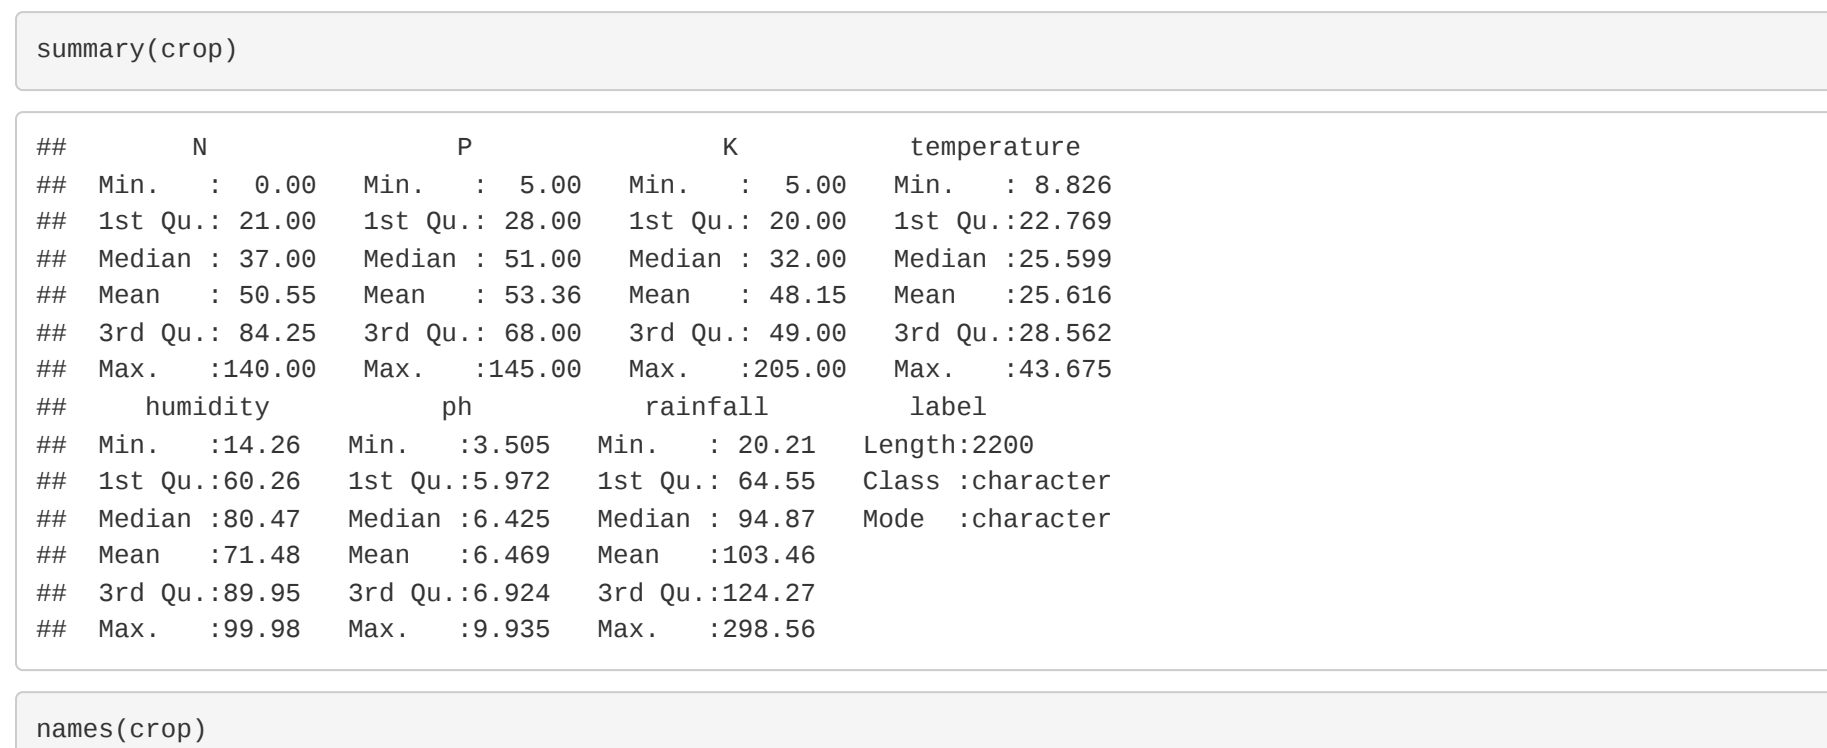 summary(crop)
##        N                P                K           temperature
##  Min.   :  0.00   Min.   :  5.00   Min.   :  5.00   Min.   : 8.826
##  1st Qu.: 21.00   1st Qu.: 28.00   1st Qu.: 20.00   1st Qu.:22.769
##  Median : 37.00   Median : 51.00   Median : 32.00   Median :25.599
##  Mean   : 50.55   Mean   : 53.36   Mean   : 48.15   Mean   :25.616
##  3rd Qu.: 84.25   3rd Qu.: 68.00   3rd Qu.: 49.00   3rd Qu.:28.562
##  Max.   :140.00   Max.   :145.00   Max.   :205.00   Max.   :43.675
##     humidity           ph           rainfall         label
##  Min.   :14.26   Min.   :3.505   Min.   : 20.21   Length:2200
##  1st Qu.:60.26   1st Qu.:5.972   1st Qu.: 64.55   Class :character
##  Median :80.47   Median :6.425   Median : 94.87   Mode  :character
##  Mean   :71.48   Mean   :6.469   Mean   :103.46
##  3rd Qu.:89.95   3rd Qu.:6.924   3rd Qu.:124.27
##  Max.   :99.98   Max.   :9.935   Max.   :298.56
names(crop)